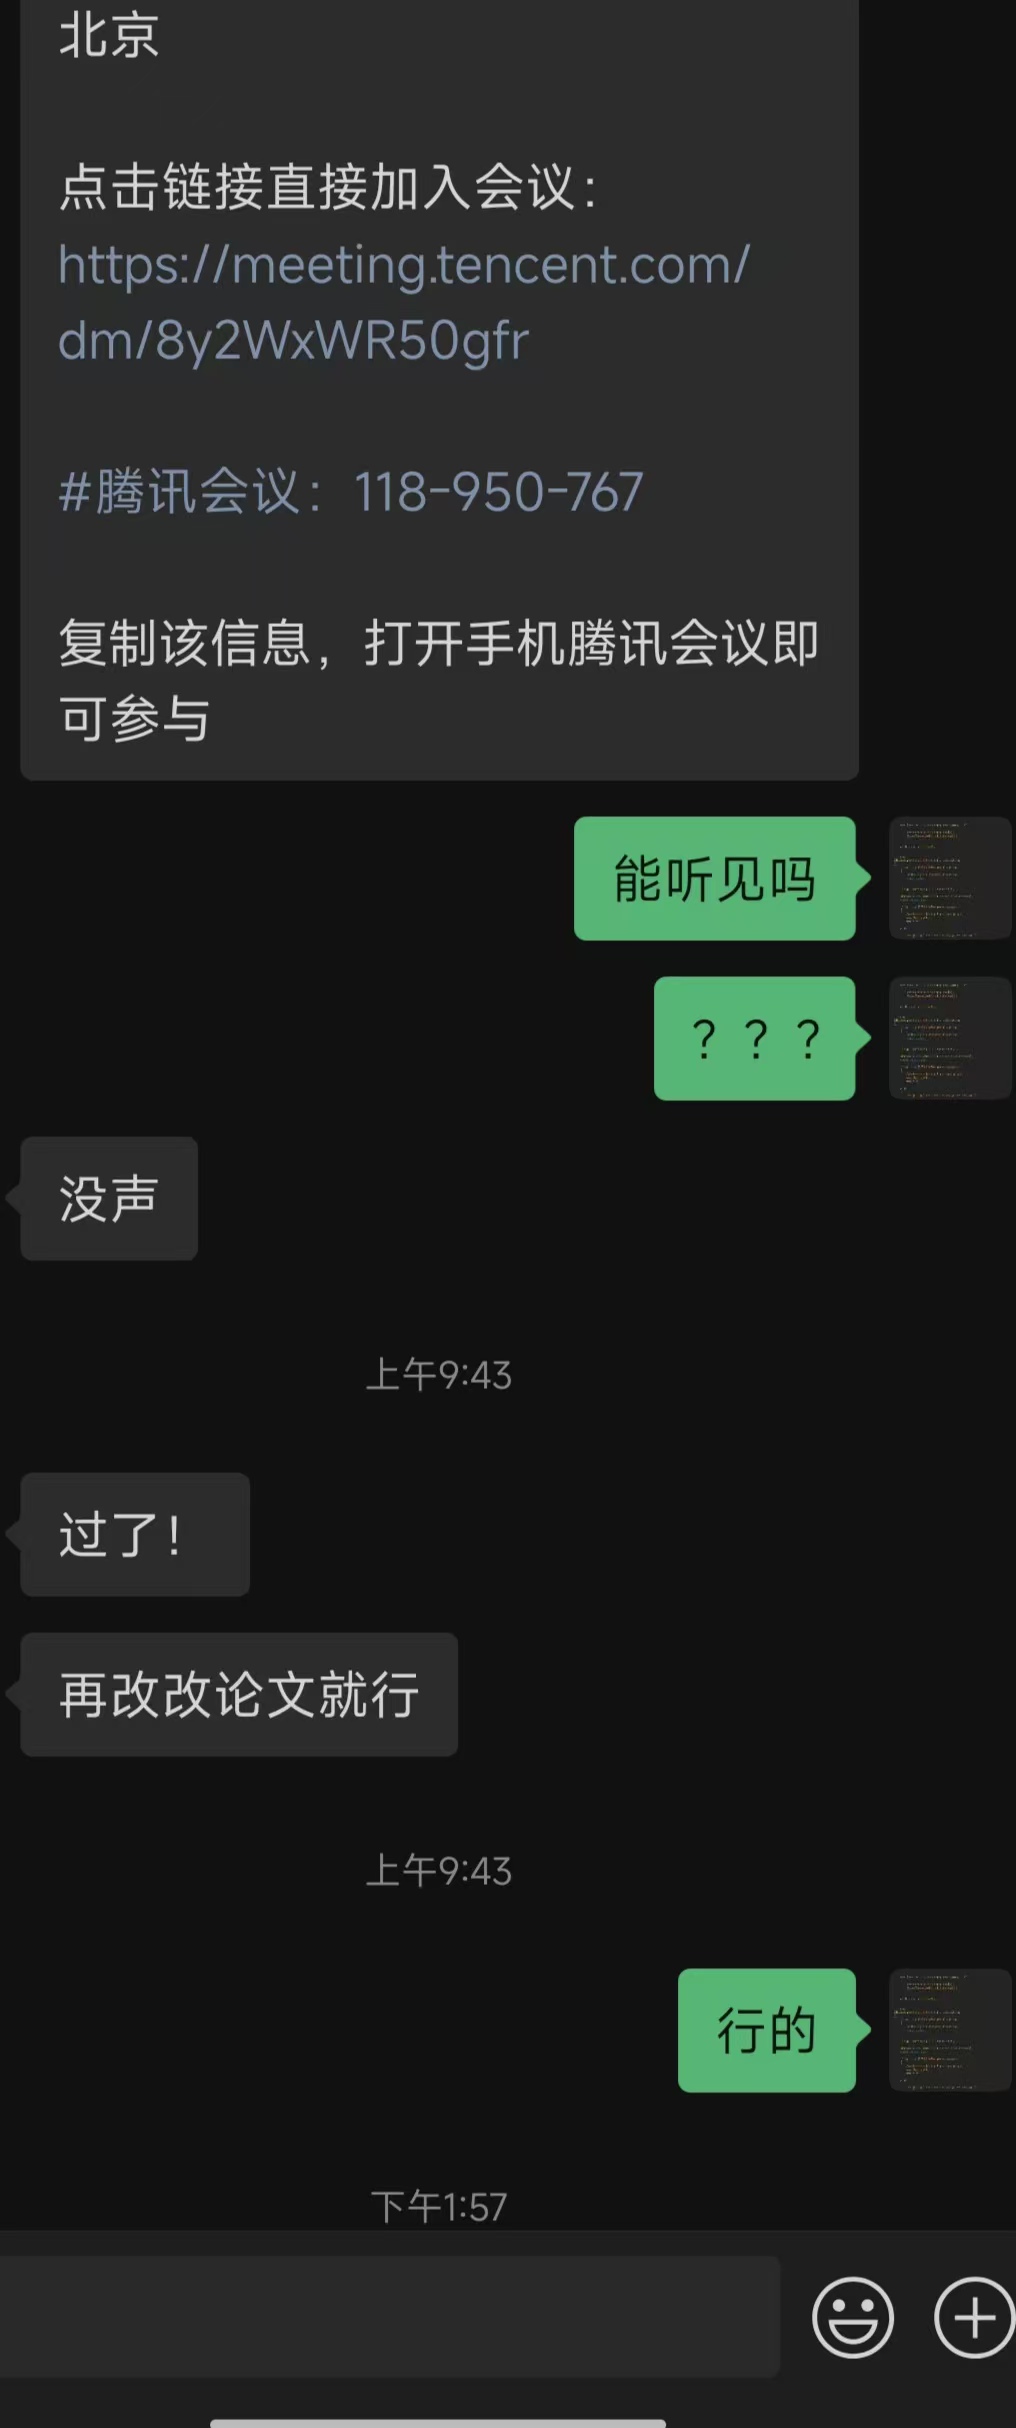 北京
点击链接直接加入会议：
https://meeting.tencent.com/
dm/8y2WxWR50gfr
#腾讯会议：118-950-767
复制该信息，打开手机腾讯会议即
可参与
能听见吗
？？？
没声
上午9:43
过了！
再改改论文就行
上午9:43
行的
下午1:57